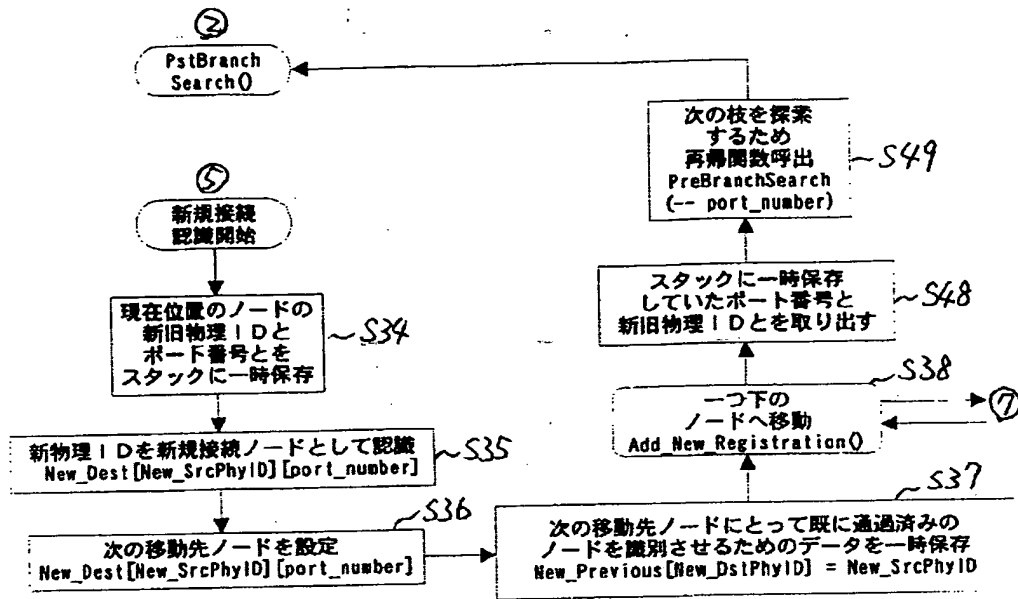 ②
PstBranch
Search()
⑤
新規接続
認識開始
現在位置のノードの
新旧物理IDと
ポート番号とを
スタックに一時保存
S34
新物理IDを新規接続ノードとして認識
New_Dest[New_SrcPhyID][port_number]
S35
次の移動先ノードを設定
New_Dest[New_SrcPhyID][port_number]
S36
次の移動先ノードにとって既に通過済みの
ノードを識別させるためのデータを一時保存
New_Previous[New_DstPhyID] = New_SrcPhyID
S37
一つ下の
ノードへ移動
Add_New_Registration()
S38
⑦
スタックに一時保存
していたポート番号と
新旧物理IDとを取り出す
S48
次の枝を探索
するため
再帰関数呼出
PreBranchSearch
(-- port_number)
S49